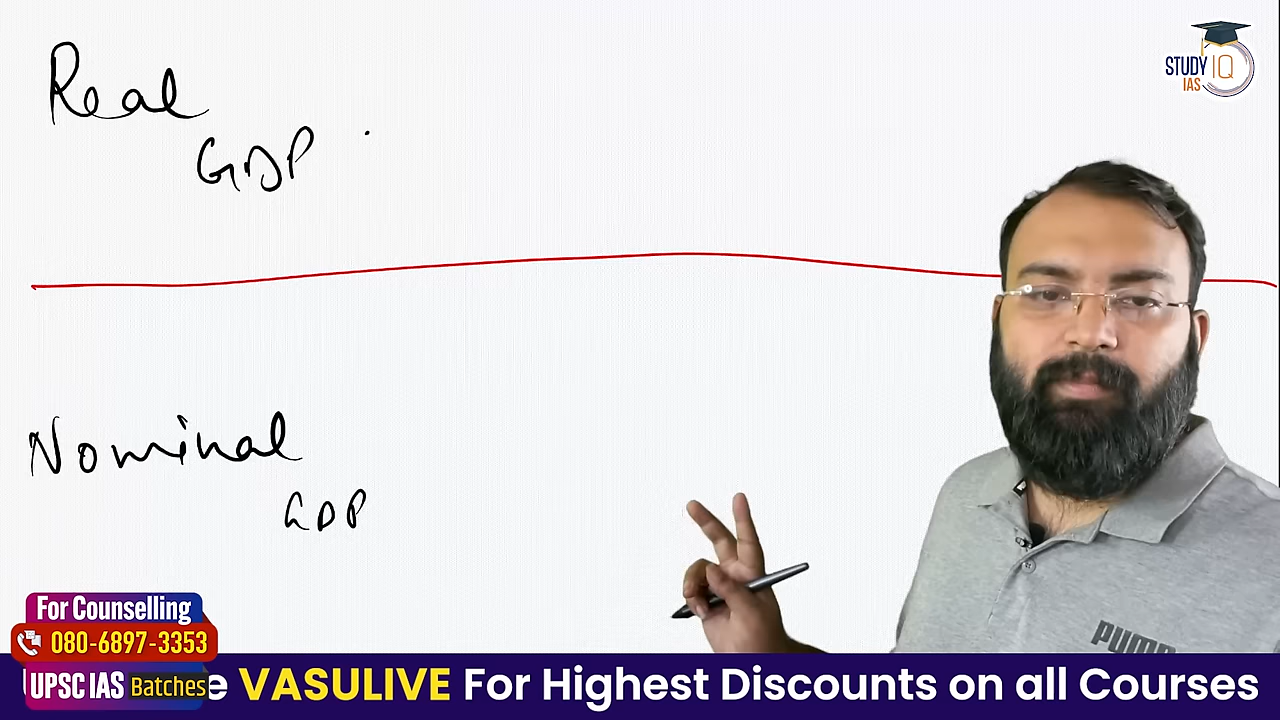 Real
GDP
STUDY IQ
IAS
Nominal
GDP
PUMA
For Counselling
080-6897-3353
UPSC IAS Batches
e VASULIVE For Highest Discounts on all Courses